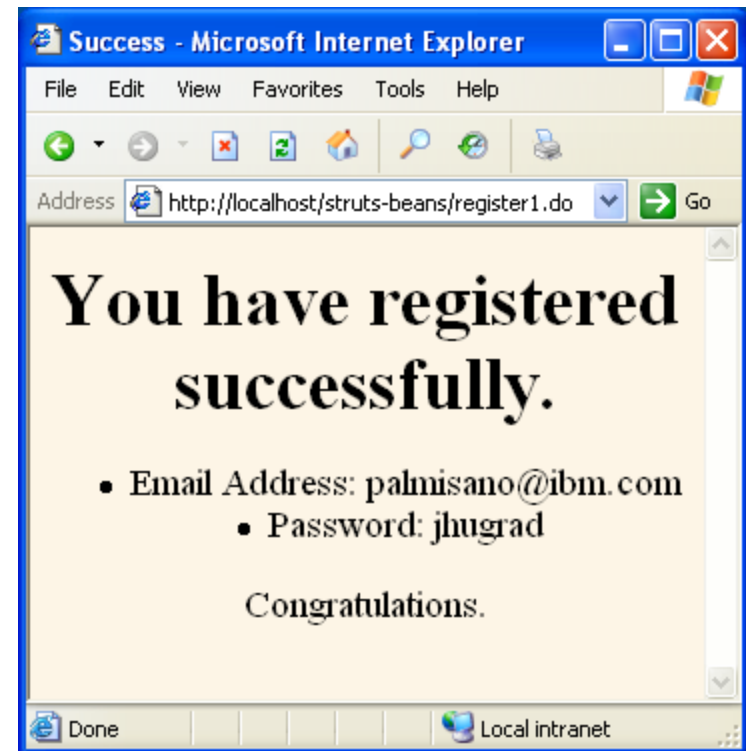 Success - Microsoft Internet Explorer
File Edit View Favorites Tools Help
Address http://localhost/struts-beans/register1.do Go
You have registered
successfully.
• Email Address: palmisano@ibm.com
• Password: jhugrad
Congratulations.
Done Local intranet